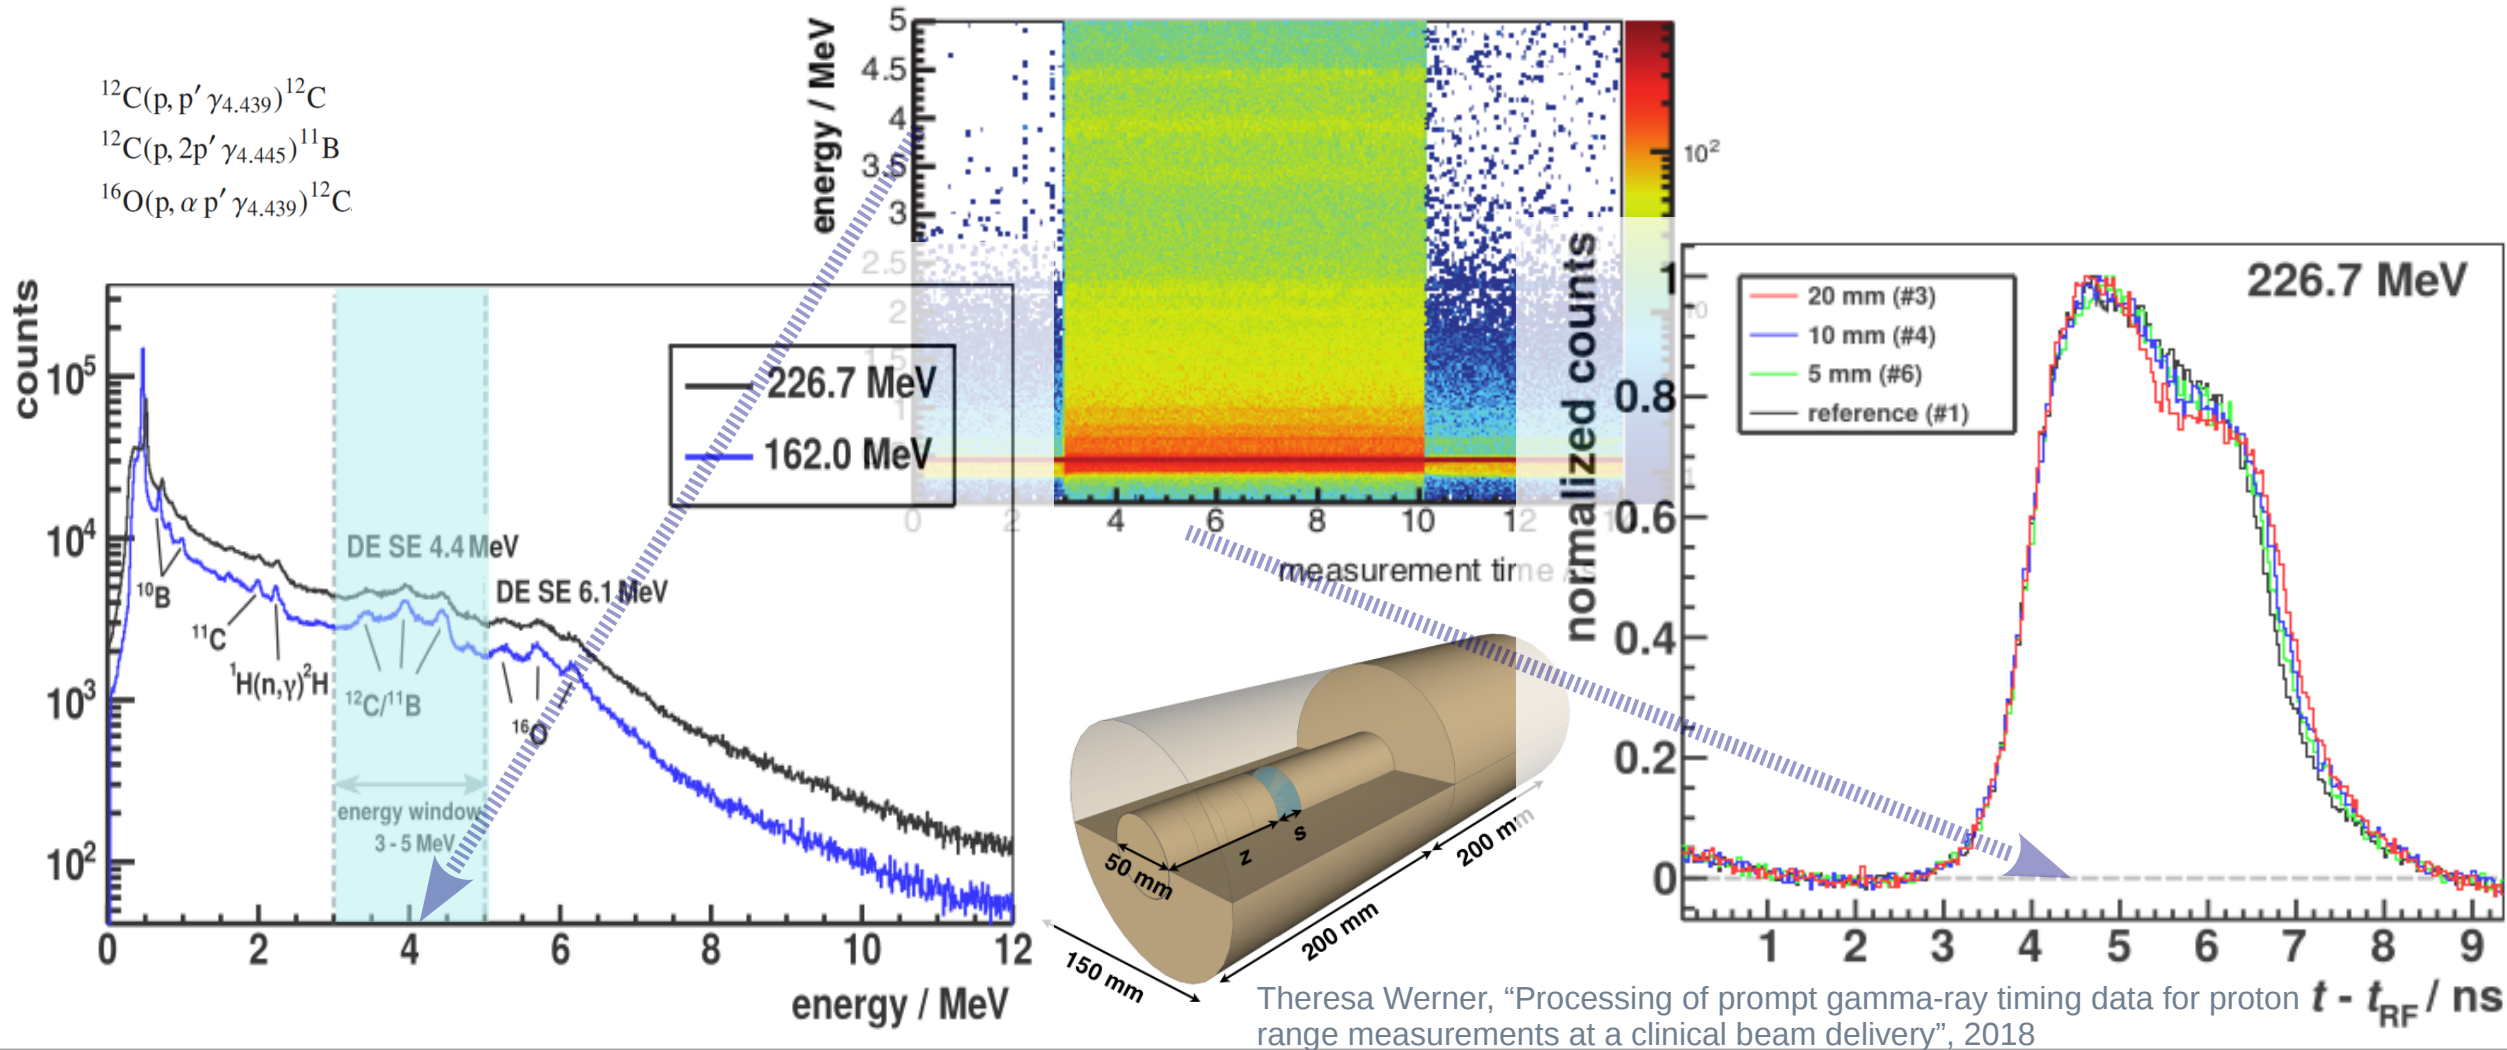 ¹²C(p, p′ γ₄.₄₃₉)¹²C
¹²C(p, 2p′ γ₄.₄₄₅)¹¹B
¹⁶O(p, α p′ γ₄.₄₃₉)¹²C
counts
10⁵
10⁴
10³
10²
226.7 MeV
162.0 MeV
DE SE 4.4 MeV
DE SE 6.1 MeV
¹⁰B
¹¹C
¹H(n,γ)²H
¹²C/¹¹B
¹⁶O
energy window
3 - 5 MeV
0 2 4 6 8 10 12
energy / MeV
energy / MeV
5
4.5
4
3.5
3
2.5
2
1.5
1
0 2 4 6 8 10 12
measurement time /
10²
50 mm
z
s
150 mm
200 mm
200 mm
normalized counts
1
0.8
0.6
0.4
0.2
0
20 mm (#3)
10 mm (#4)
5 mm (#6)
reference (#1)
226.7 MeV
1 2 3 4 5 6 7 8 9
t - tRF / ns
Theresa Werner, “Processing of prompt gamma-ray timing data for proton
range measurements at a clinical beam delivery”, 2018